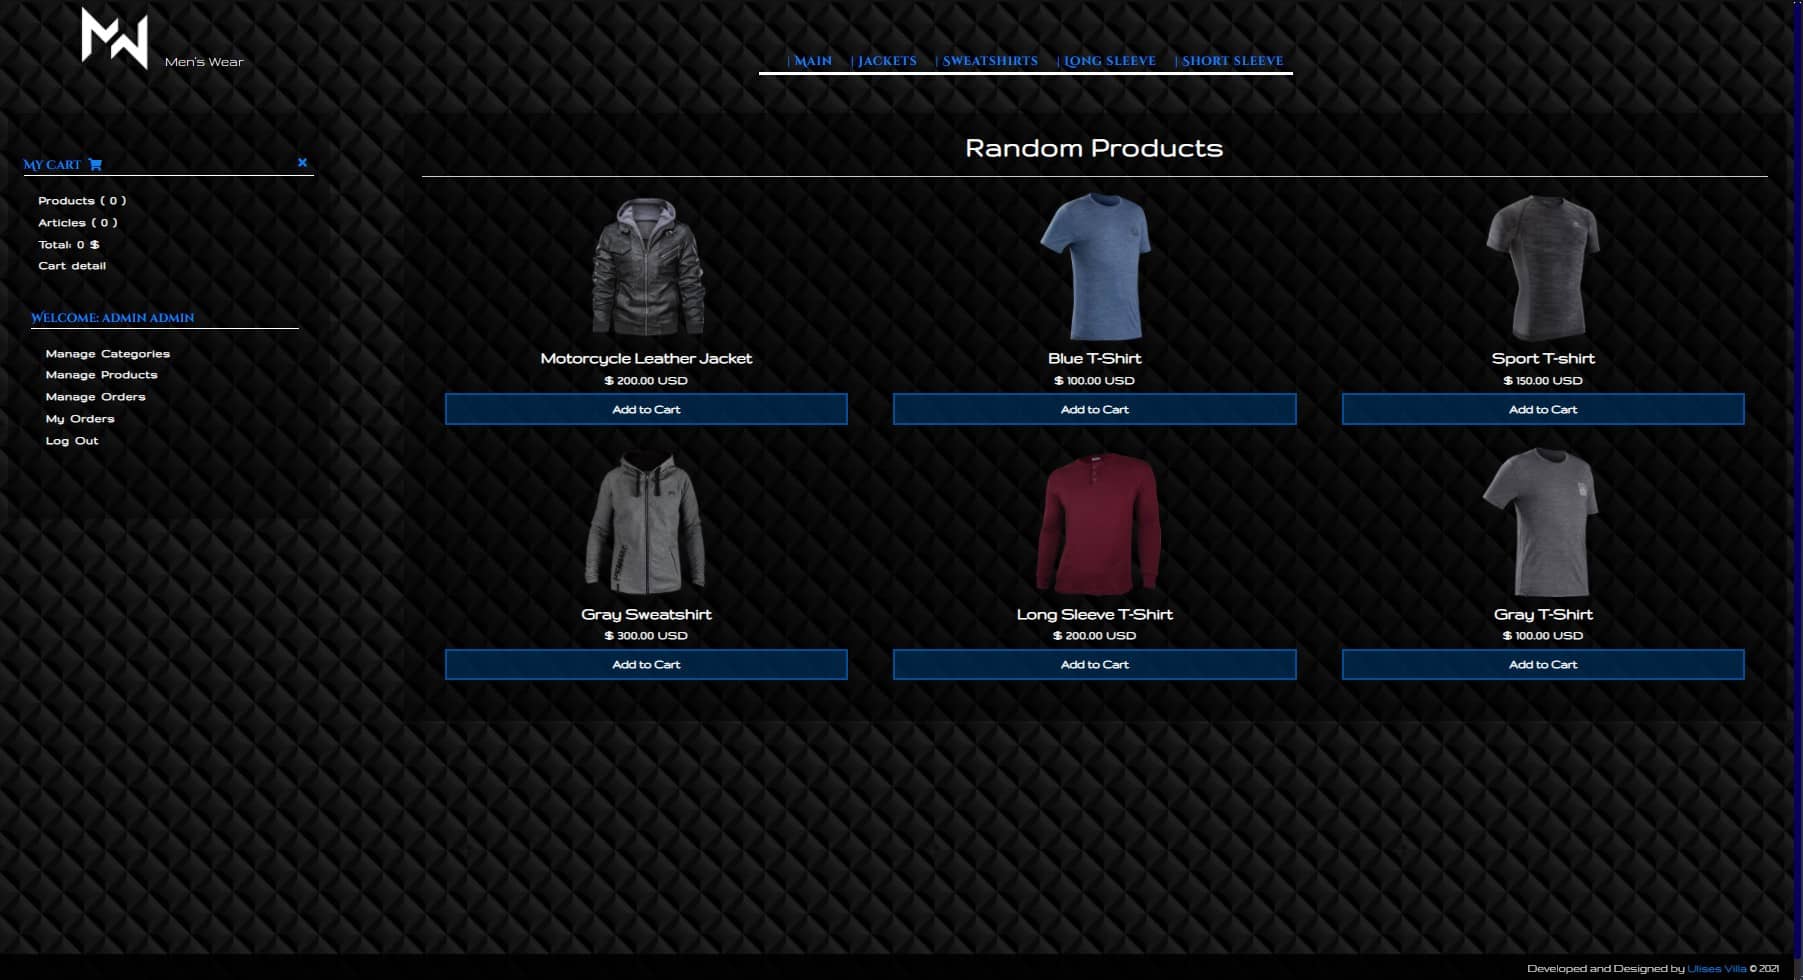 MW
Men's Wear
| Main | Jackets | Sweatshirts | Long sleeve | Short sleeve
My Cart
Products ( 0 )
Articles ( 0 )
Total: 0 $
Cart detail
Welcome: admin admin
Manage Categories
Manage Products
Manage Orders
My Orders
Log Out
Random Products
Motorcycle Leather Jacket
$ 200.00 USD
Add to Cart
Blue T-Shirt
$ 100.00 USD
Add to Cart
Sport T-shirt
$ 150.00 USD
Add to Cart
Gray Sweatshirt
$ 300.00 USD
Add to Cart
Long Sleeve T-Shirt
$ 200.00 USD
Add to Cart
Gray T-Shirt
$ 100.00 USD
Add to Cart
Developed and Designed by Ulises Villa © 2021